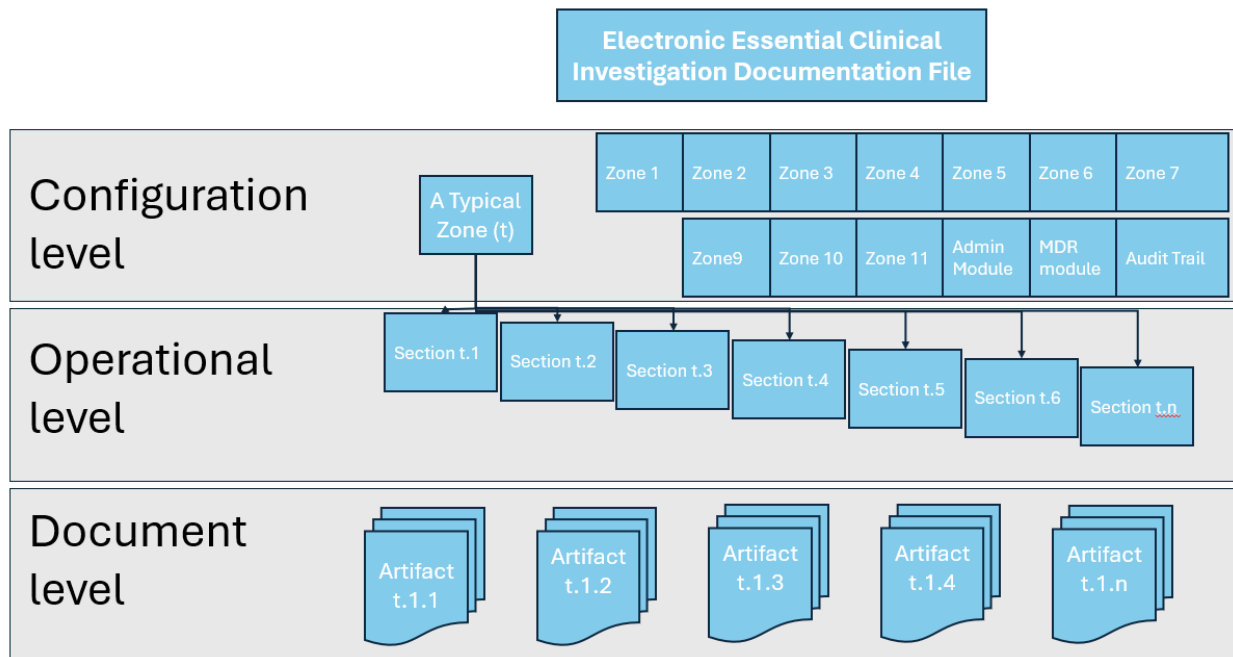 Electronic Essential Clinical
Investigation Documentation File
Configuration
level
A Typical
Zone (t)
Zone 1
Zone 2
Zone 3
Zone 4
Zone 5
Zone 6
Zone 7
Zone9
Zone 10
Zone 11
Admin
Module
MDR
module
Audit Trail
Operational
level
Section t.1
Section t.2
Section t.3
Section t.4
Section t.5
Section t.6
Section t.n
Document
level
Artifact
t.1.1
Artifact
t.1.2
Artifact
t.1.3
Artifact
t.1.4
Artifact
t.1.n